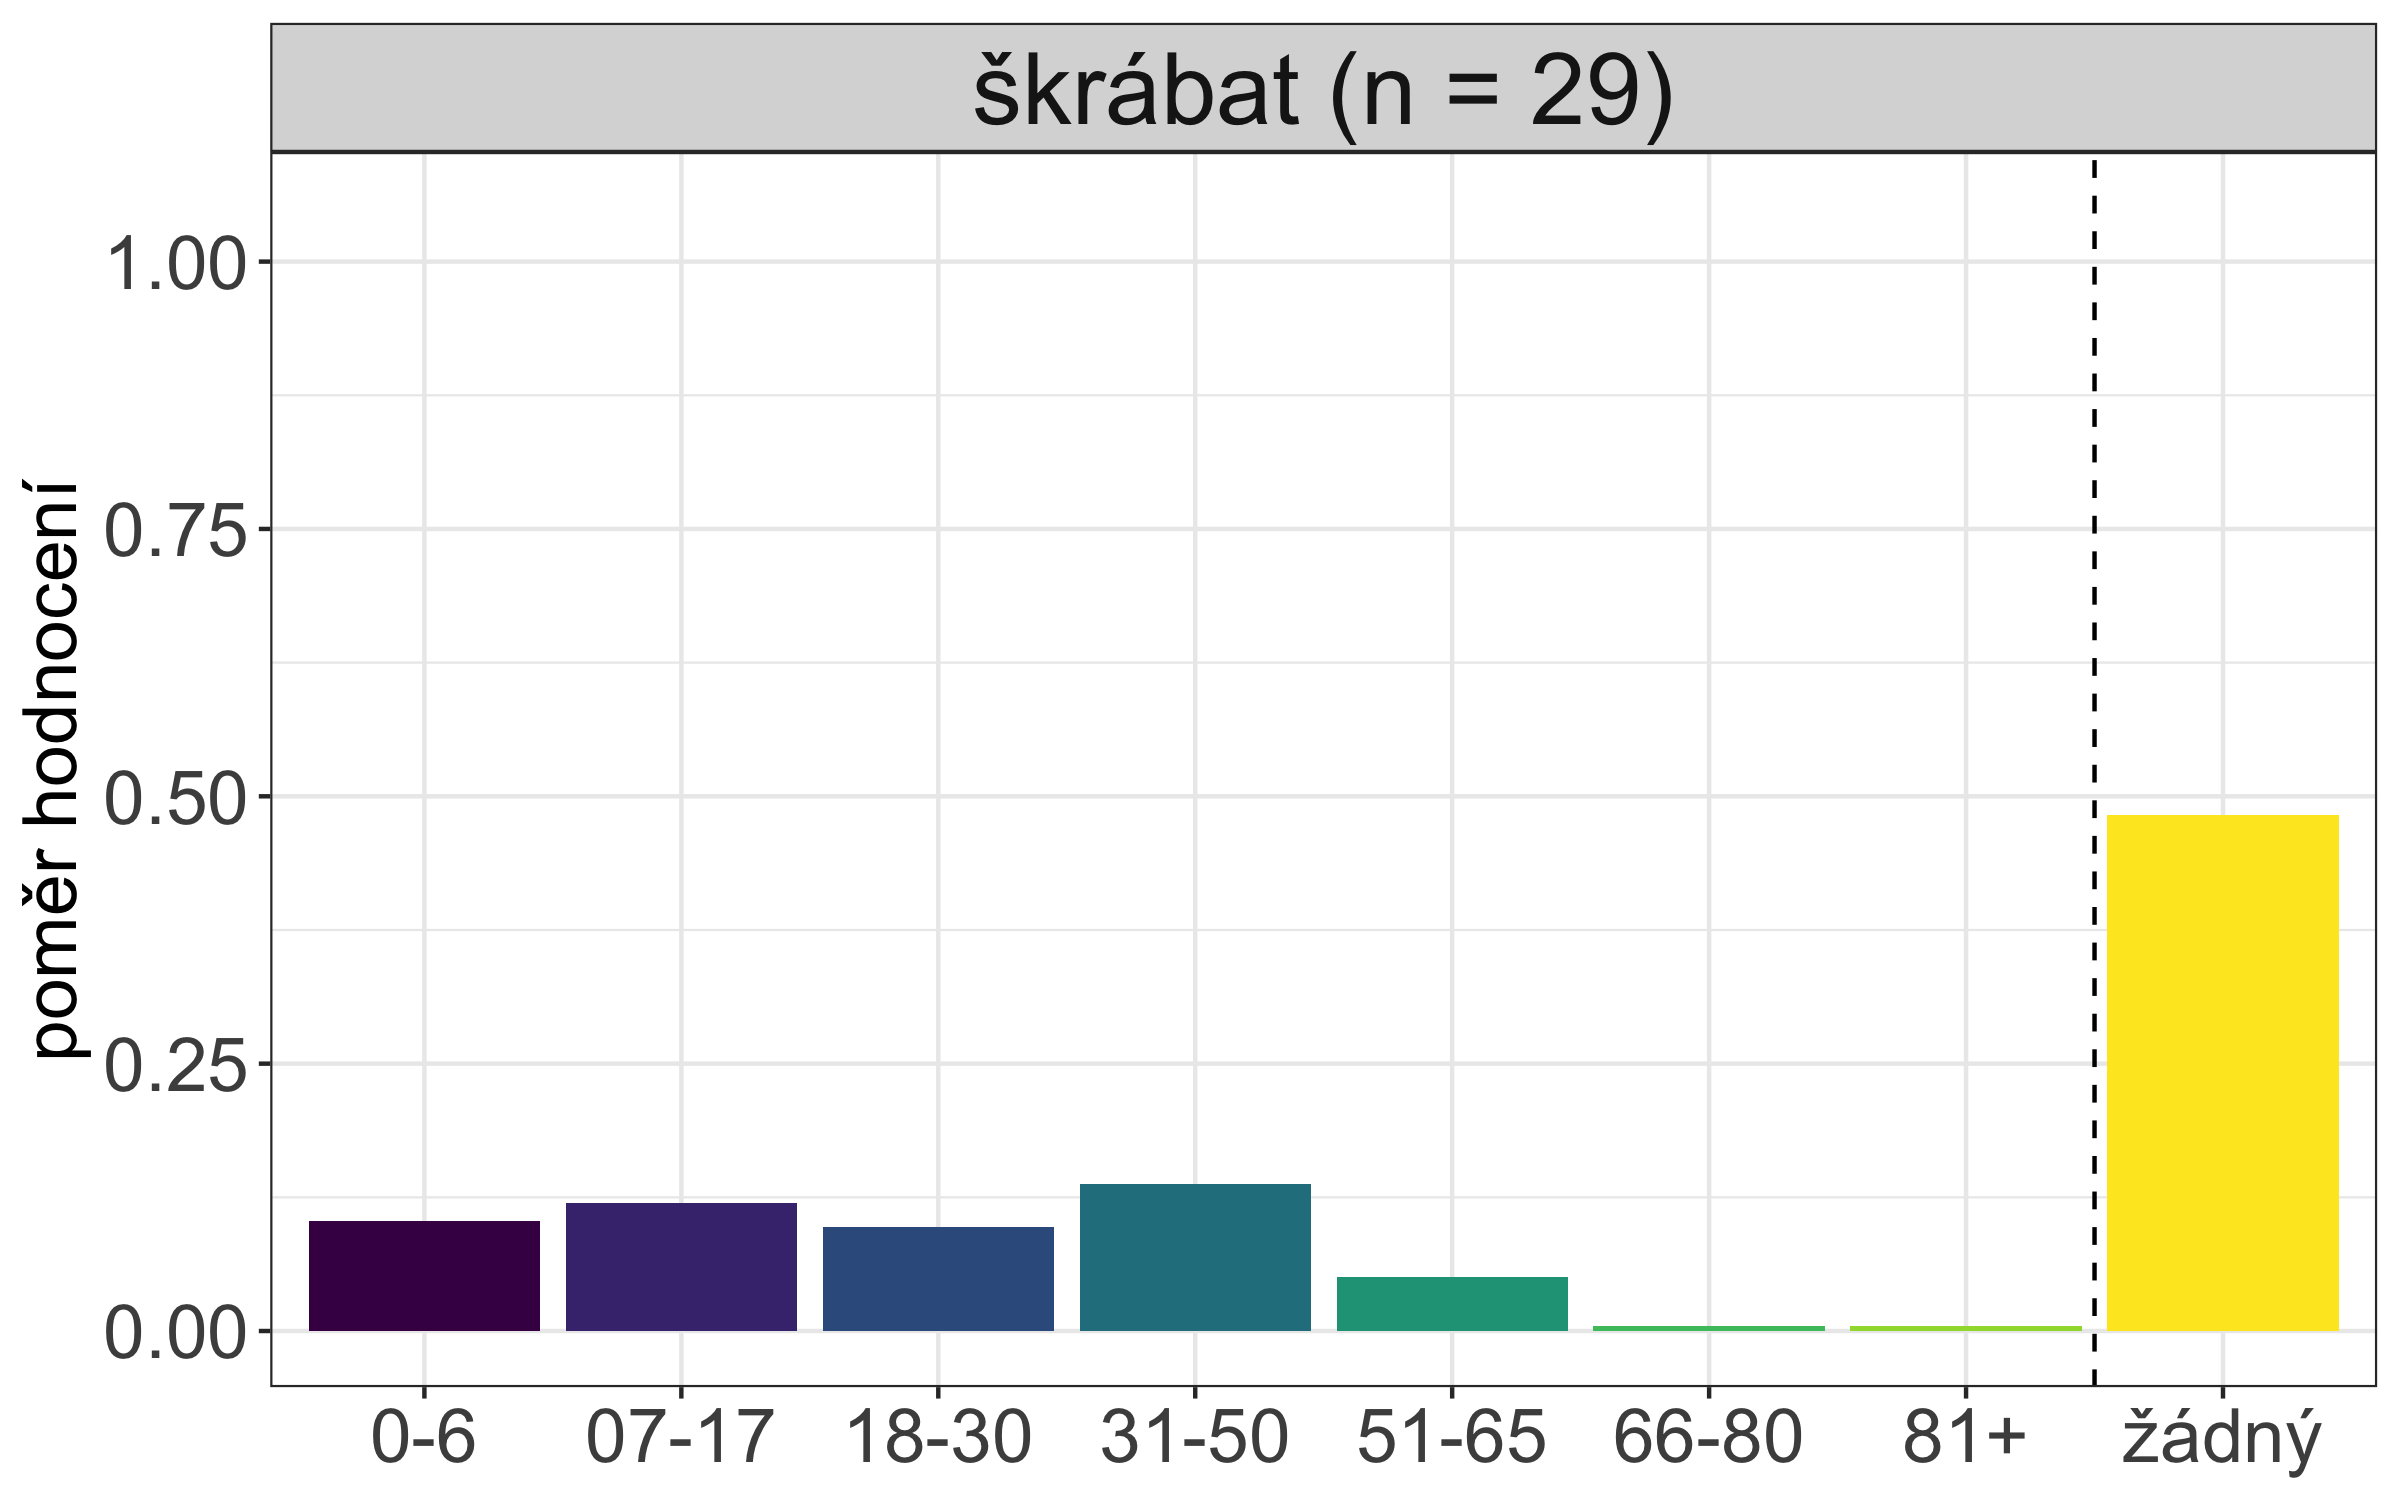 škrábat (n = 29)
poměr hodnocení
1.00
0.75
0.50
0.25
0.00
0-6 07-17 18-30 31-50 51-65 66-80 81+ žádný